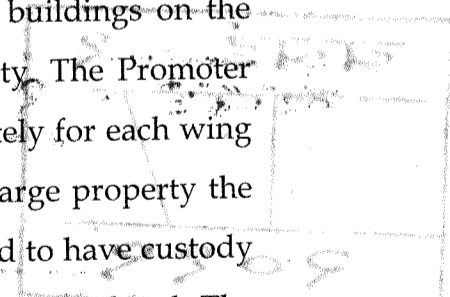 buildings on the
ty. The Promoter
ely for each wing
arge property the
d to have custody